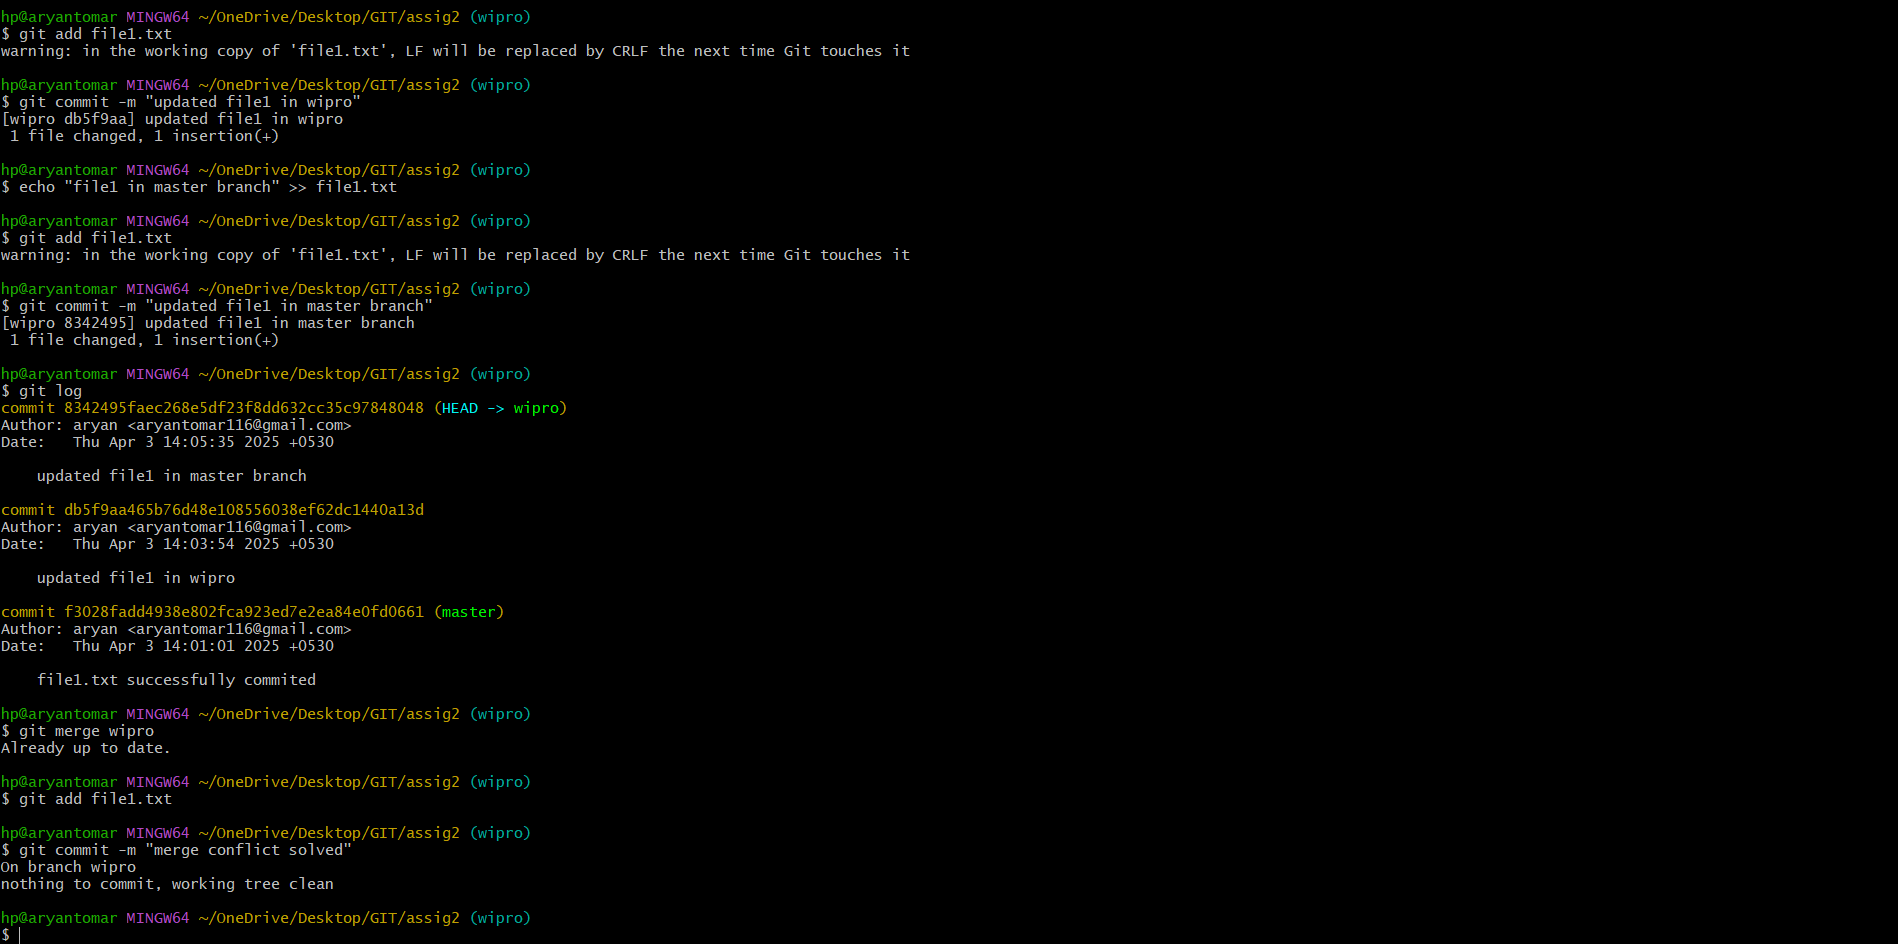 hp@aryantomar MINGW64 ~/OneDrive/Desktop/GIT/assig2 (wipro)
$ git add file1.txt
warning: in the working copy of 'file1.txt', LF will be replaced by CRLF the next time Git touches it
hp@aryantomar MINGW64 ~/OneDrive/Desktop/GIT/assig2 (wipro)
$ git commit -m "updated file1 in wipro"
[wipro db5f9aa] updated file1 in wipro
1 file changed, 1 insertion(+)
hp@aryantomar MINGW64 ~/OneDrive/Desktop/GIT/assig2 (wipro)
$ echo "file1 in master branch" >> file1.txt
hp@aryantomar MINGW64 ~/OneDrive/Desktop/GIT/assig2 (wipro)
$ git add file1.txt
warning: in the working copy of 'file1.txt', LF will be replaced by CRLF the next time Git touches it
hp@aryantomar MINGW64 ~/OneDrive/Desktop/GIT/assig2 (wipro)
$ git commit -m "updated file1 in master branch"
[wipro 8342495] updated file1 in master branch
1 file changed, 1 insertion(+)
hp@aryantomar MINGW64 ~/OneDrive/Desktop/GIT/assig2 (wipro)
$ git log
commit 8342495faec268e5df23f8dd632cc35c97848048 (HEAD -> wipro)
Author: aryan <aryantomar116@gmail.com>
Date:   Thu Apr 3 14:05:35 2025 +0530
updated file1 in master branch
commit db5f9aa465b76d48e108556038ef62dc1440a13d
Author: aryan <aryantomar116@gmail.com>
Date:   Thu Apr 3 14:03:54 2025 +0530
updated file1 in wipro
commit f3028fadd4938e802fca923ed7e2ea84e0fd0661 (master)
Author: aryan <aryantomar116@gmail.com>
Date:   Thu Apr 3 14:01:01 2025 +0530
file1.txt successfully commited
hp@aryantomar MINGW64 ~/OneDrive/Desktop/GIT/assig2 (wipro)
$ git merge wipro
Already up to date.
hp@aryantomar MINGW64 ~/OneDrive/Desktop/GIT/assig2 (wipro)
$ git add file1.txt
hp@aryantomar MINGW64 ~/OneDrive/Desktop/GIT/assig2 (wipro)
$ git commit -m "merge conflict solved"
On branch wipro
nothing to commit, working tree clean
hp@aryantomar MINGW64 ~/OneDrive/Desktop/GIT/assig2 (wipro)
$